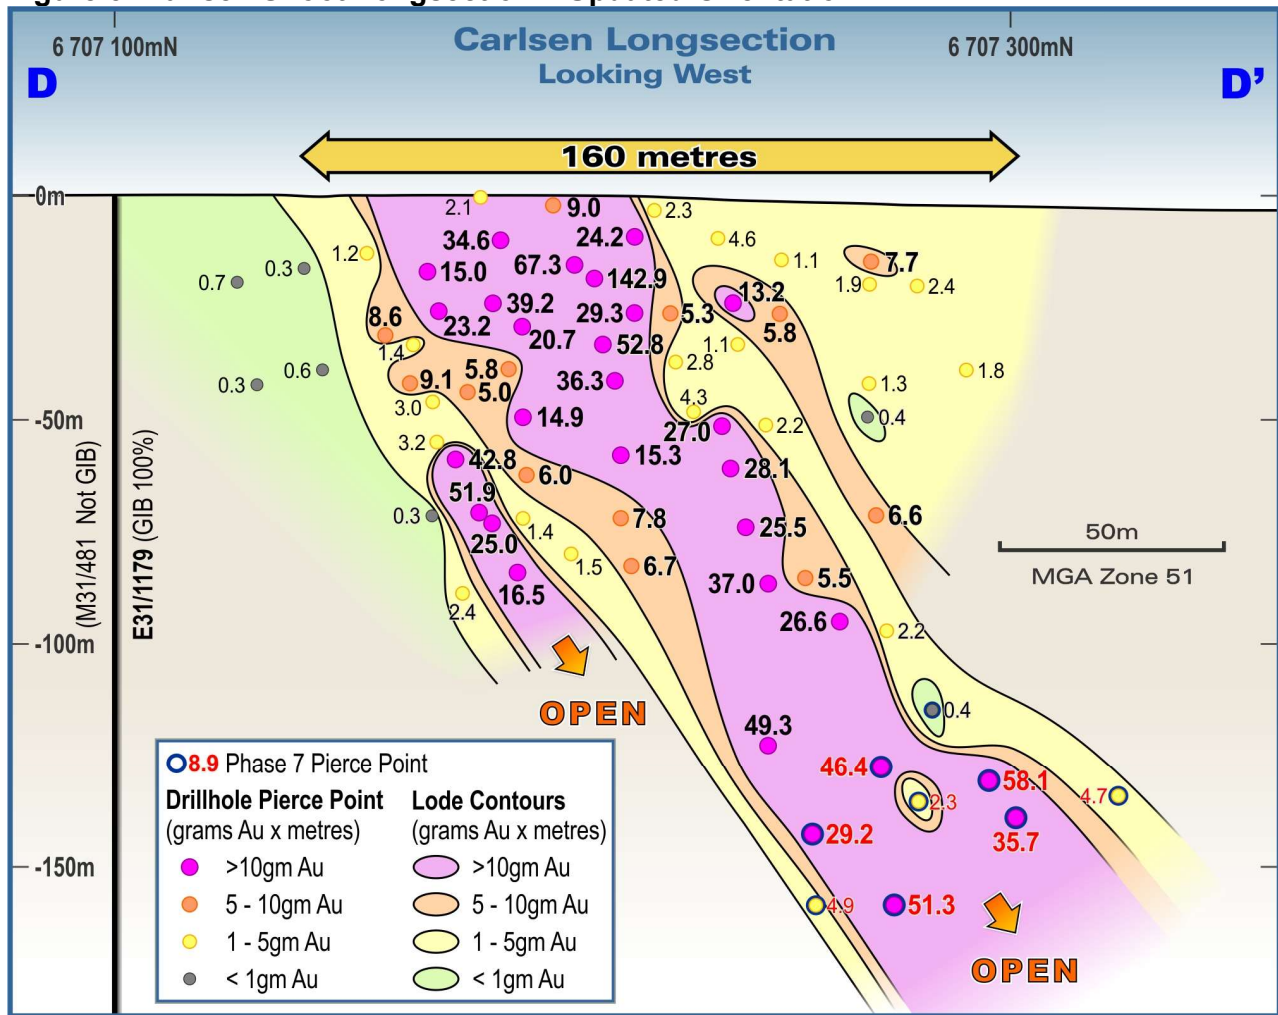 6 707 100mN
Carlsen Longsection
6 707 300mN
Looking West
D
D’
160 metres
0m
2.1
9.0
2.3
34.6
24.2
4.6
1.2
67.3
1.1
7.7
0.7
0.3
15.0
142.9
1.9
2.4
13.2
39.2
29.3
5.3
5.8
8.6
23.2
20.7
52.8
1.1
1.4
2.8
0.6
5.8
36.3
1.8
0.3
9.1
5.0
1.3
3.0
4.3
-50m
14.9
27.0
2.2
0.4
3.2
42.8
15.3
28.1
6.0
51.9
0.3
7.8
25.5
6.6
1.4
25.0
50m
1.5
6.7
37.0
5.5
MGA Zone 51
16.5
2.4
26.6
2.2
-100m
(M31/481 Not GIB)
E31/1179 (GIB 100%)
OPEN
0.4
49.3
46.4
58.1
2.3
4.7
29.2
35.7
-150m
4.9
51.3
OPEN
8.9 Phase 7 Pierce Point
Drillhole Pierce Point
(grams Au x metres)
>10gm Au
5 - 10gm Au
1 - 5gm Au
< 1gm Au
Lode Contours
(grams Au x metres)
>10gm Au
5 - 10gm Au
1 - 5gm Au
< 1gm Au